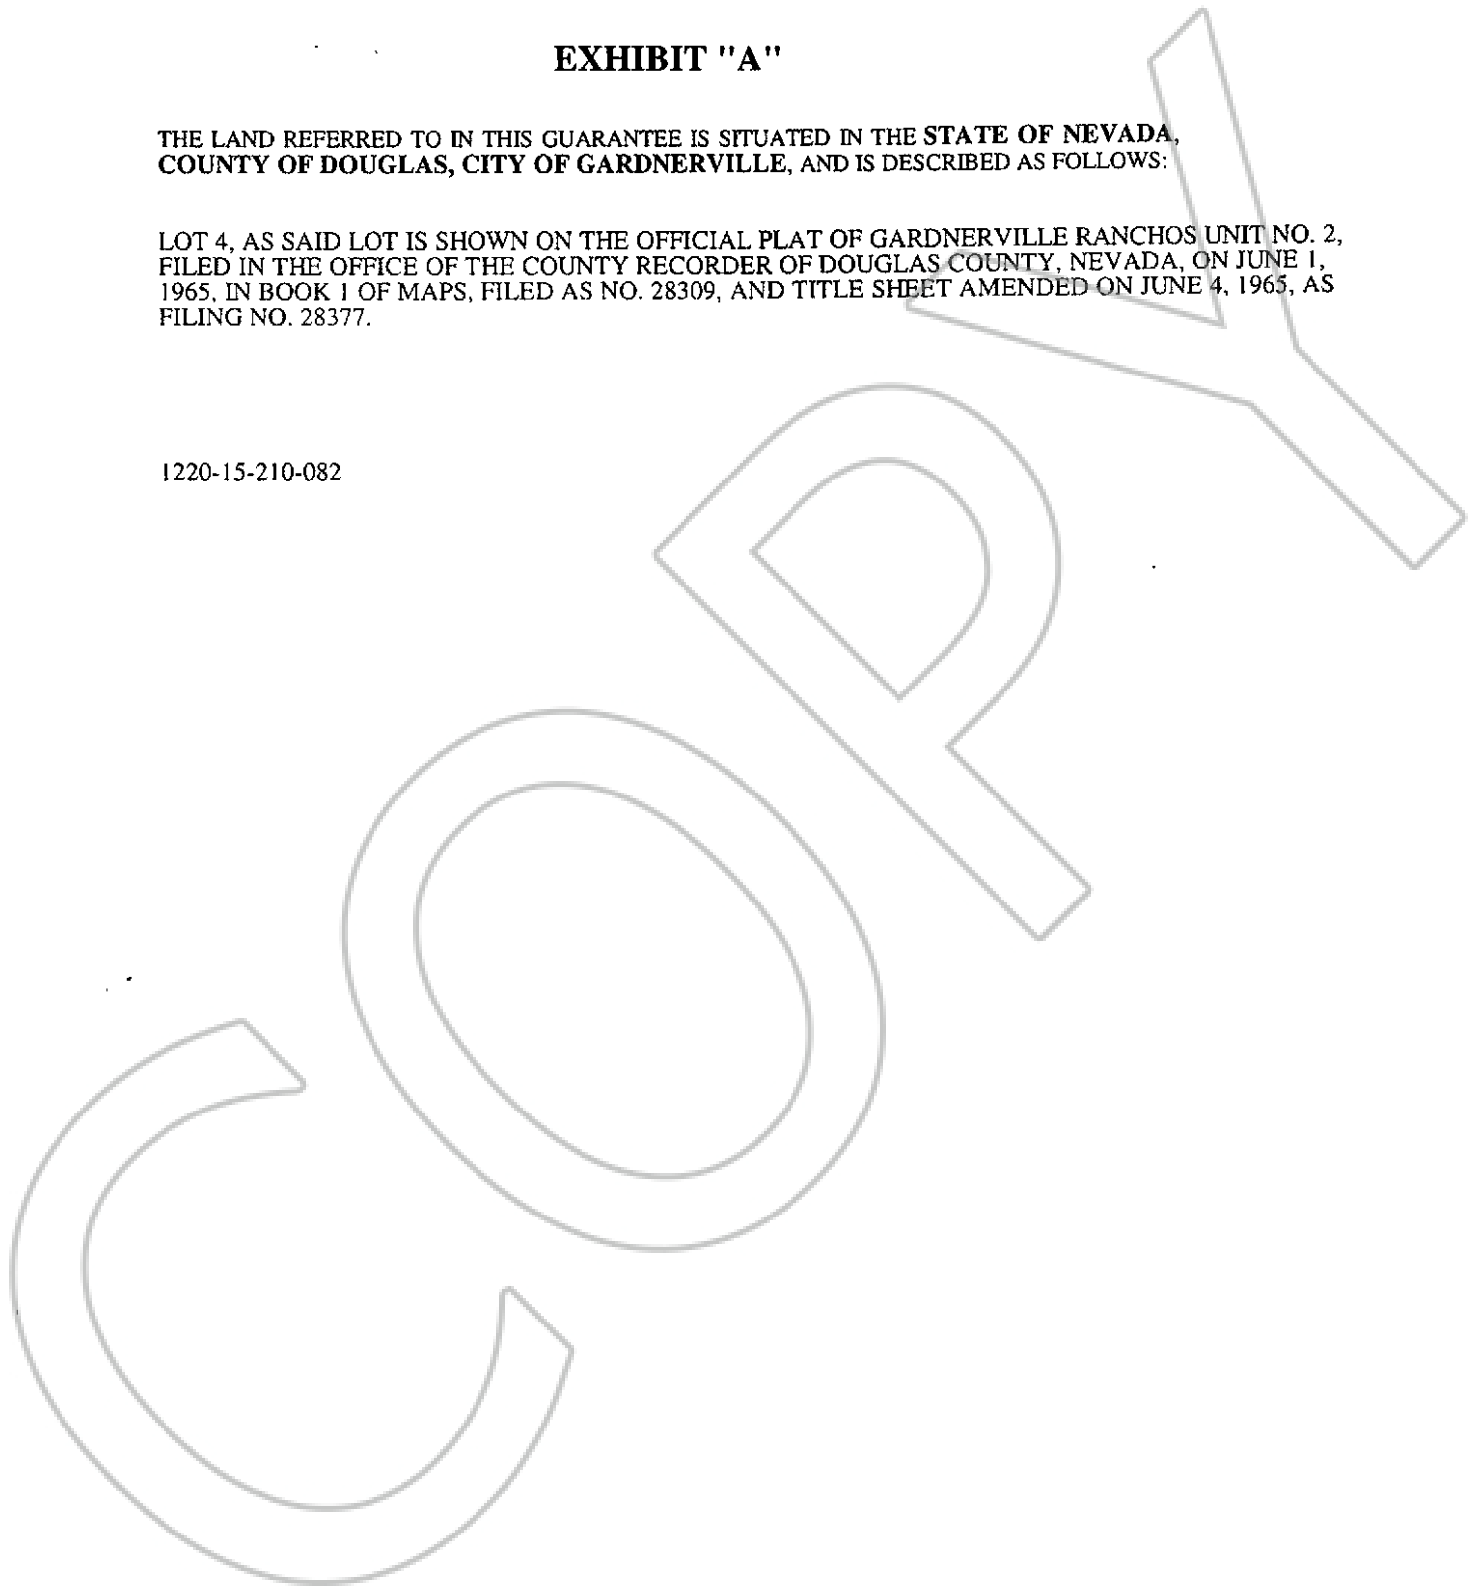 EXHIBIT "A"
THE LAND REFERRED TO IN THIS GUARANTEE IS SITUATED IN THE STATE OF NEVADA,
COUNTY OF DOUGLAS, CITY OF GARDNERVILLE, AND IS DESCRIBED AS FOLLOWS:
LOT 4, AS SAID LOT IS SHOWN ON THE OFFICIAL PLAT OF GARDNERVILLE RANCHOS UNIT NO. 2,
FILED IN THE OFFICE OF THE COUNTY RECORDER OF DOUGLAS COUNTY, NEVADA, ON JUNE 1,
1965, IN BOOK 1 OF MAPS, FILED AS NO. 28309, AND TITLE SHEET AMENDED ON JUNE 4, 1965, AS
FILING NO. 28377.
1220-15-210-082
COPY